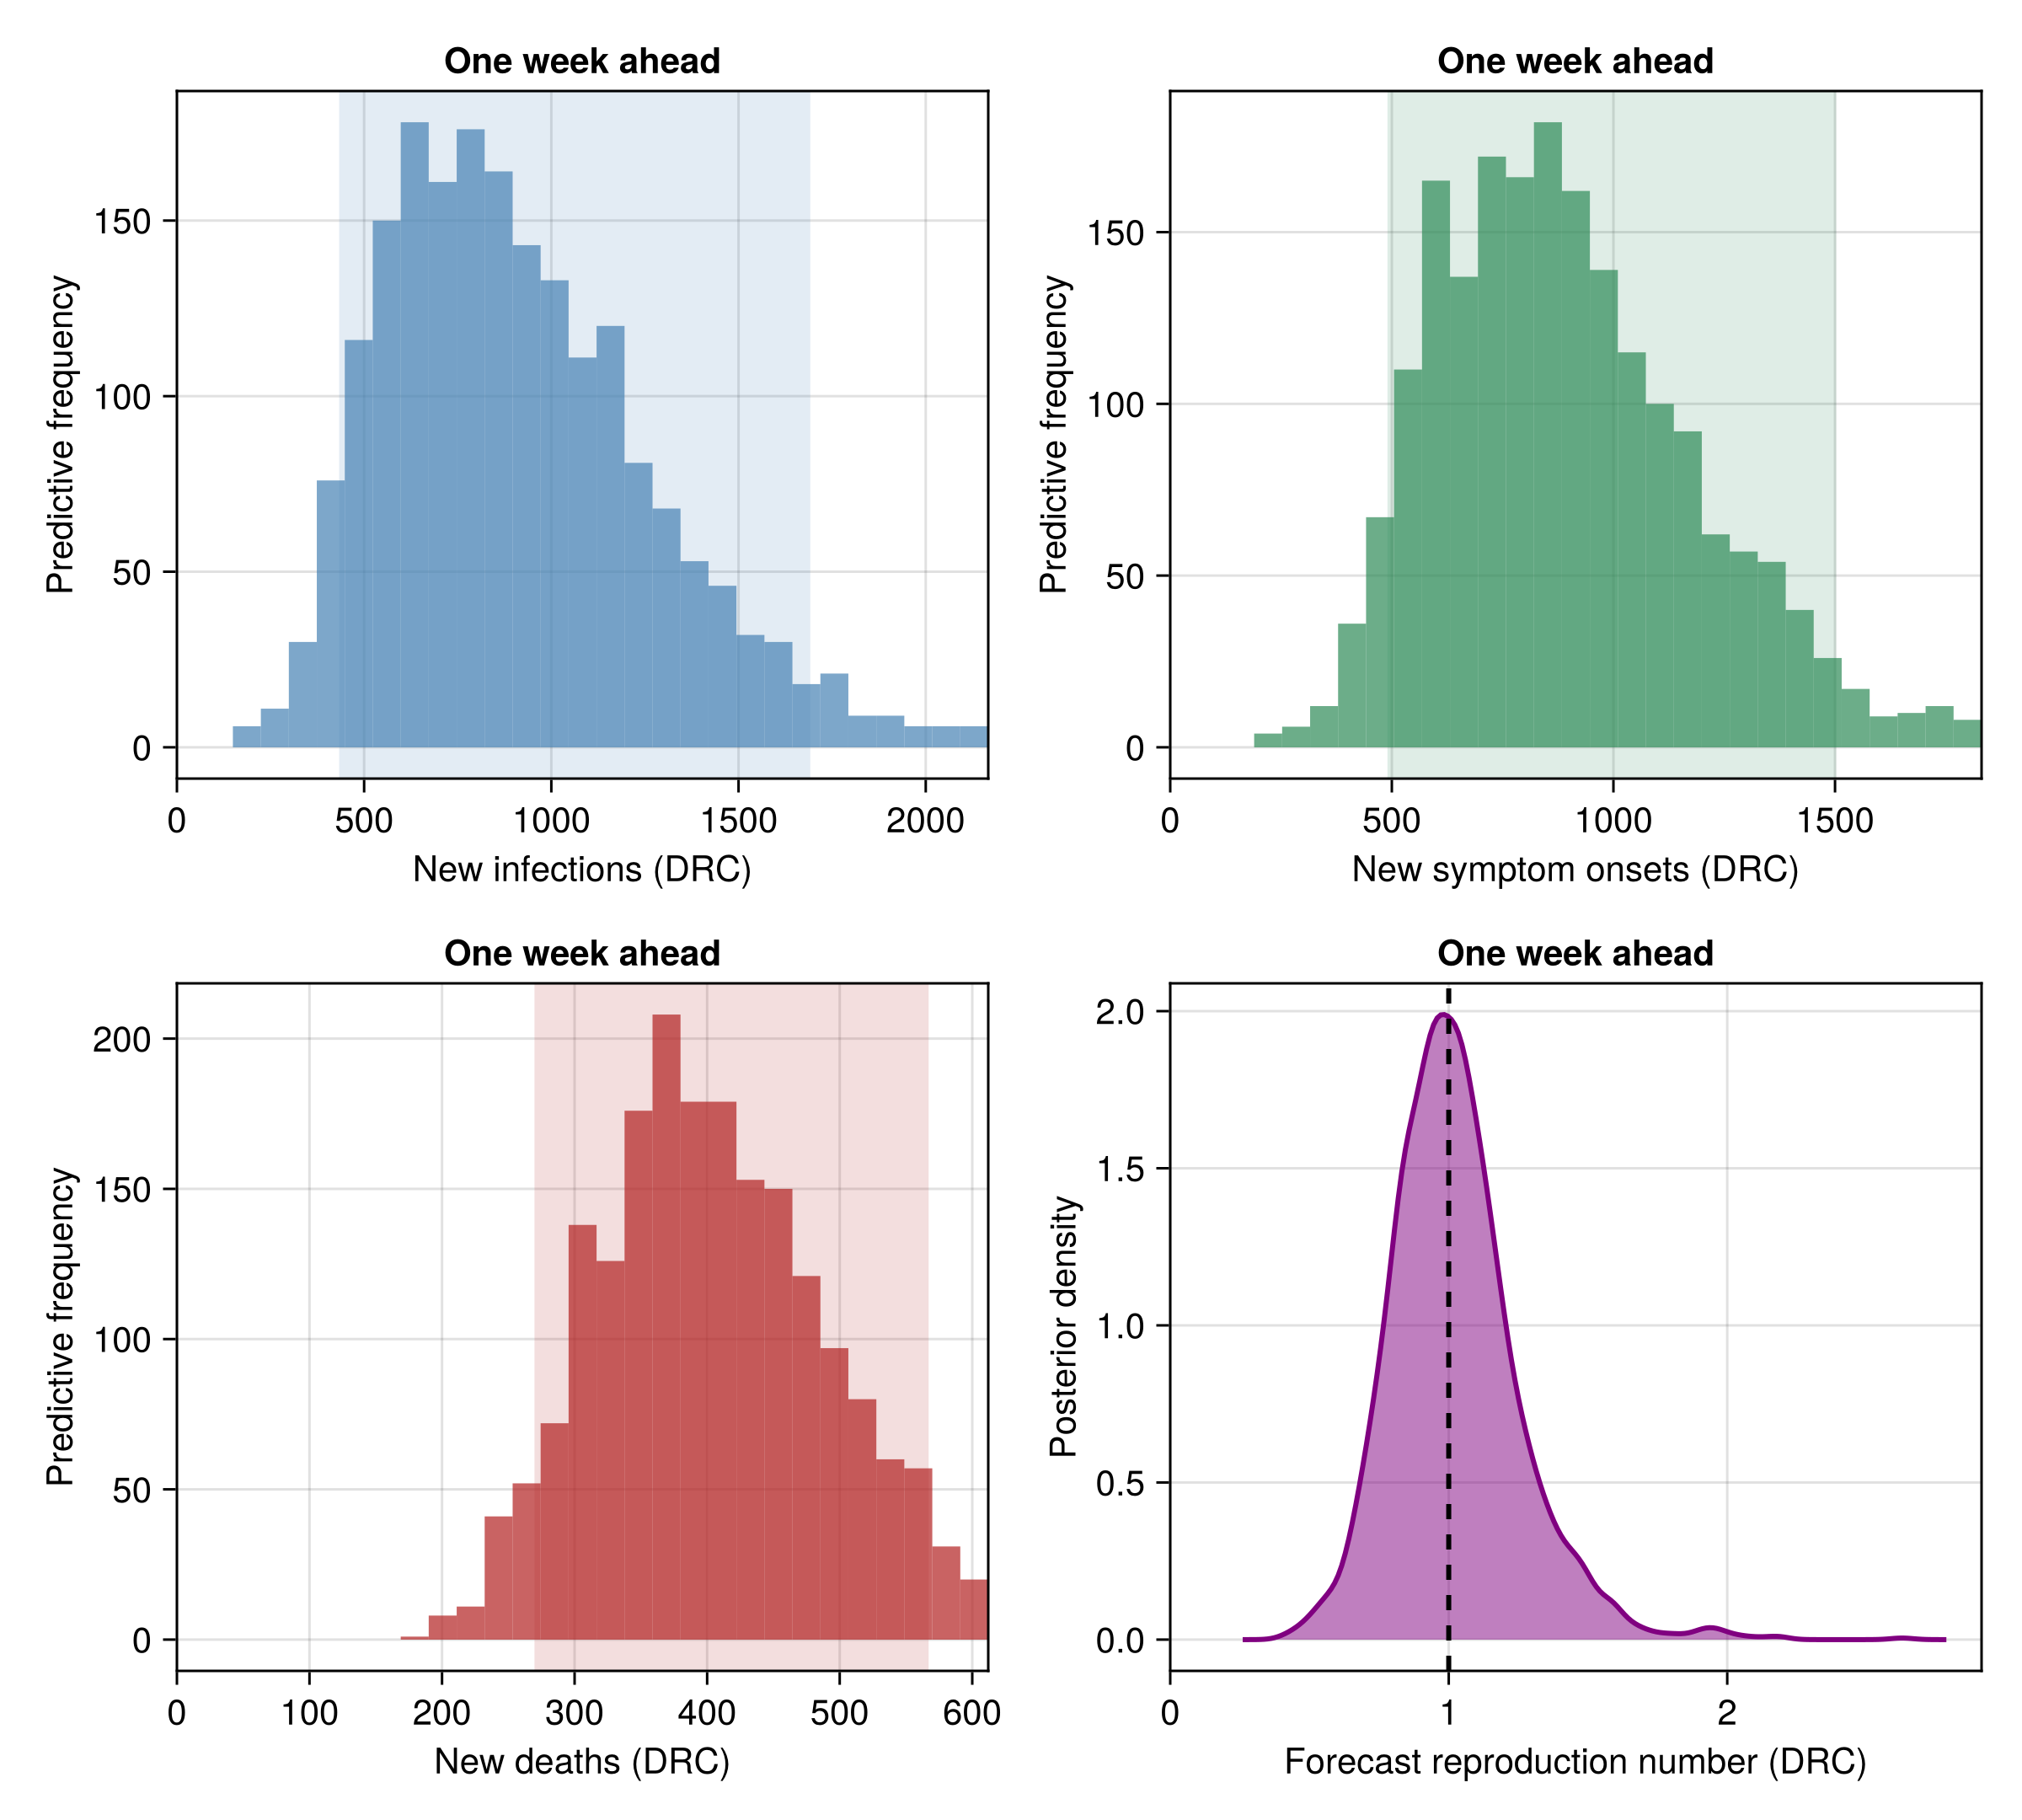 One week ahead
Predictive frequency
150
100
50
0
0 500 1000 1500 2000
New infections (DRC)
One week ahead
Predictive frequency
150
100
50
0
0 500 1000 1500
New symptom onsets (DRC)
One week ahead
Predictive frequency
200
150
100
50
0
0 100 200 300 400 500 600
New deaths (DRC)
One week ahead
Posterior density
2.0
1.5
1.0
0.5
0.0
0 1 2
Forecast reproduction number (DRC)